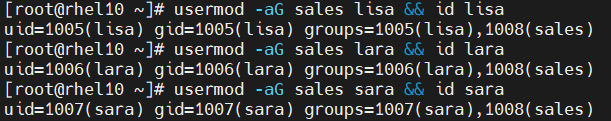 [root@rhel10 ~]# usermod -aG sales lisa && id lisa
uid=1005(lisa) gid=1005(lisa) groups=1005(lisa),1008(sales)
[root@rhel10 ~]# usermod -aG sales lara && id lara
uid=1006(lara) gid=1006(lara) groups=1006(lara),1008(sales)
[root@rhel10 ~]# usermod -aG sales sara && id sara
uid=1007(sara) gid=1007(sara) groups=1007(sara),1008(sales)